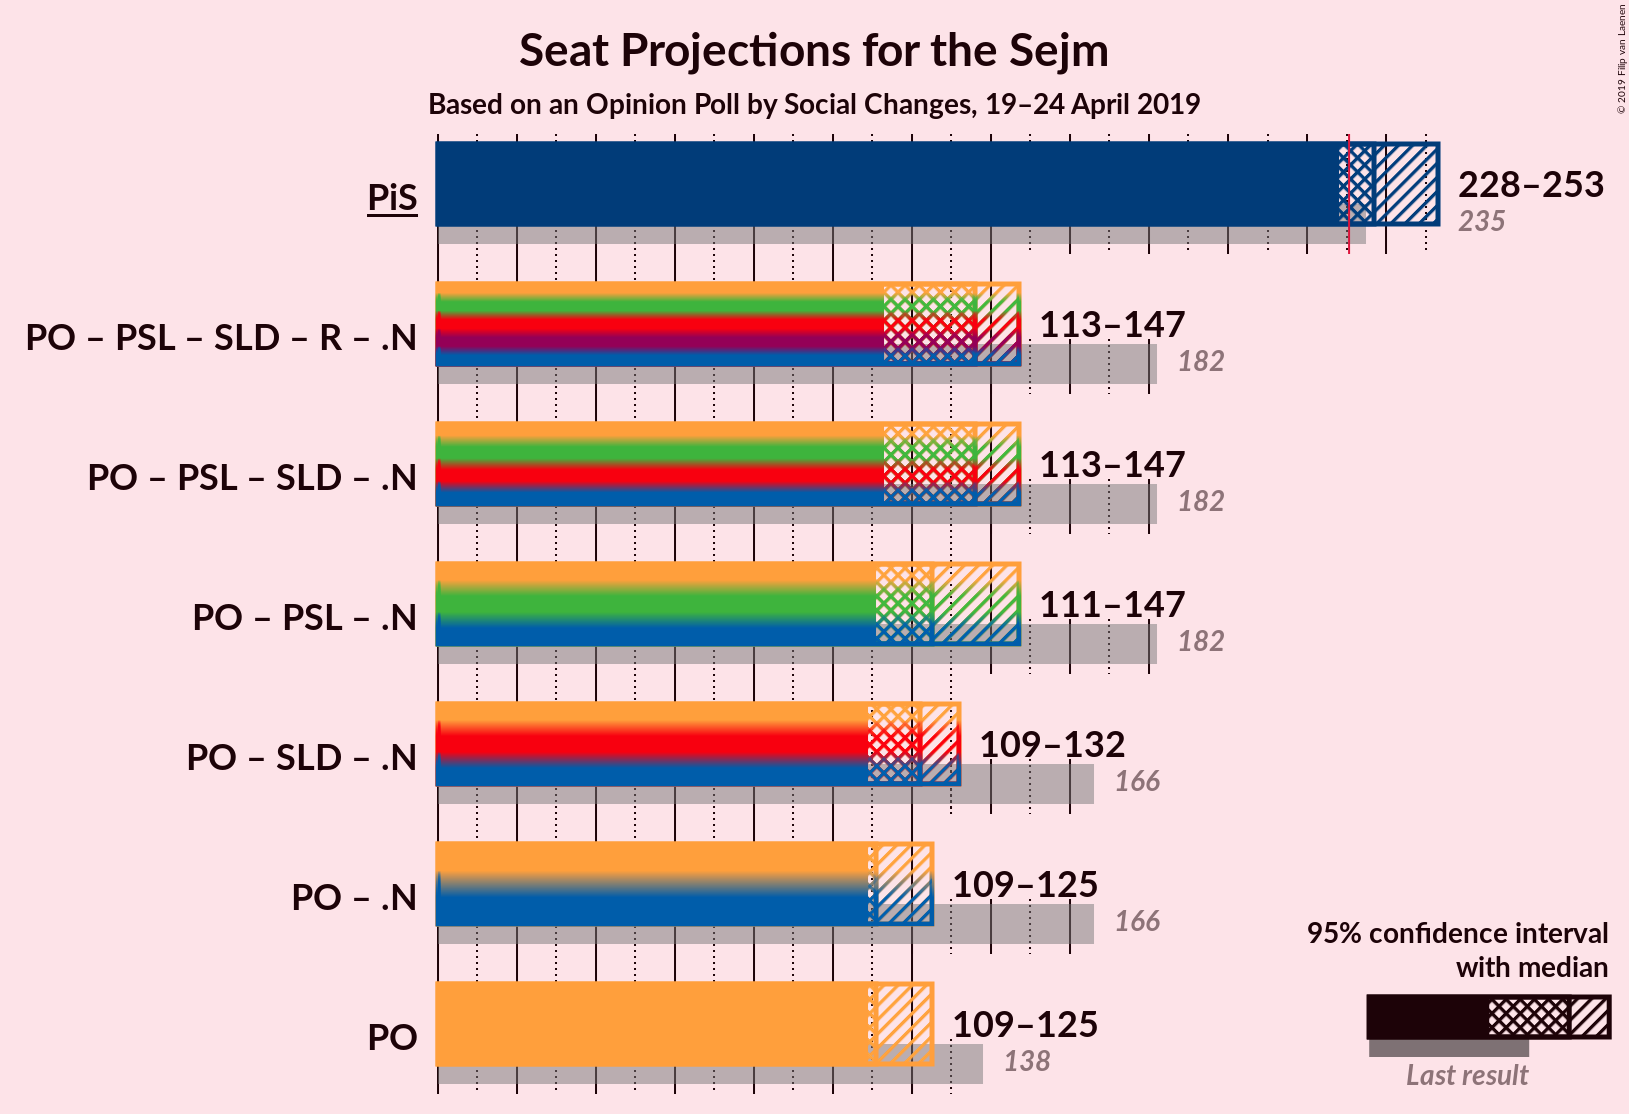 Seat Projections for the Sejm
Based on an Opinion Poll by Social Changes, 19–24 April 2019
© 2019 Filip van Laenen
PiS
228–253
235
PO – PSL – SLD – R – .N
113–147
182
PO – PSL – SLD – .N
113–147
182
PO – PSL – .N
111–147
182
PO – SLD – .N
109–132
166
PO – .N
109–125
166
PO
109–125
138
95% confidence interval
with median
Last result